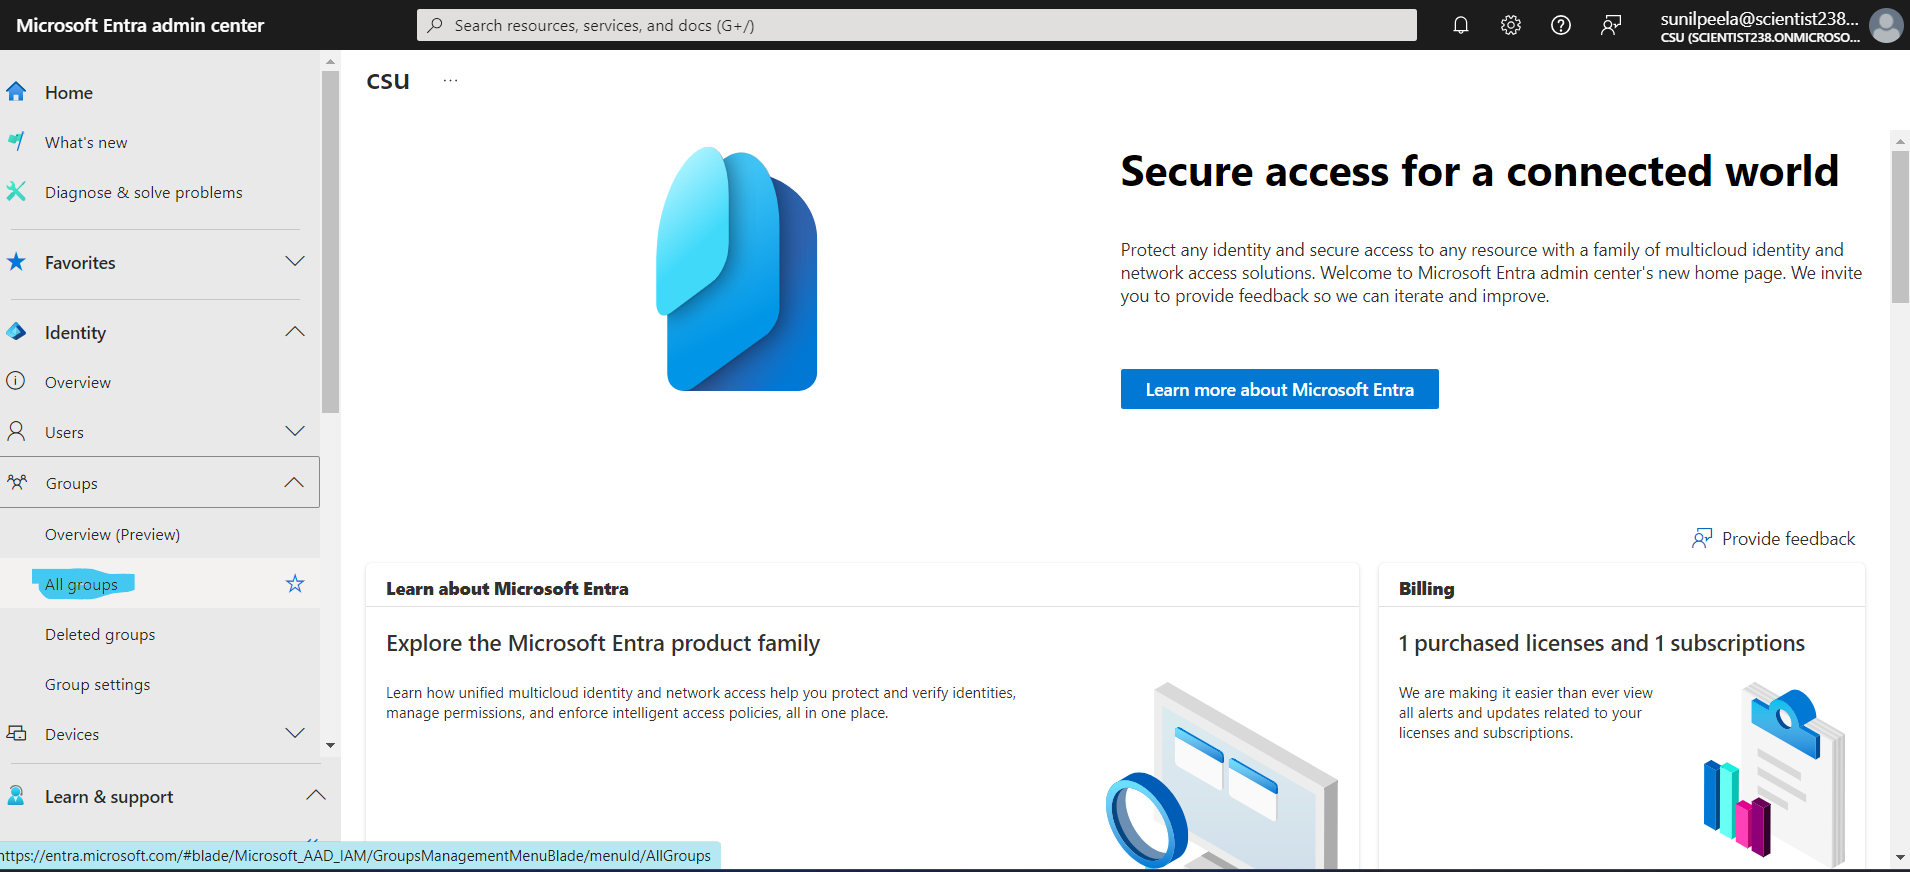 Microsoft Entra admin center
Search resources, services, and docs (G+/)
sunilpeela@scientist238...
CSU (SCIENTIST238.ONMICROSO...
Home
What's new
Diagnose & solve problems
Favorites
Identity
Overview
Users
Groups
Overview (Preview)
All groups
Deleted groups
Group settings
Devices
Learn & support
https://entra.microsoft.com/#blade/Microsoft_AAD_IAM/GroupsManagementMenuBlade/menuId/AllGroups
csu ...
Secure access for a connected world
Protect any identity and secure access to any resource with a family of multicloud identity and
network access solutions. Welcome to Microsoft Entra admin center's new home page. We invite
you to provide feedback so we can iterate and improve.
Learn more about Microsoft Entra
Provide feedback
Learn about Microsoft Entra
Explore the Microsoft Entra product family
Learn how unified multicloud identity and network access help you protect and verify identities,
manage permissions, and enforce intelligent access policies, all in one place.
Billing
1 purchased licenses and 1 subscriptions
We are making it easier than ever view
all alerts and updates related to your
licenses and subscriptions.